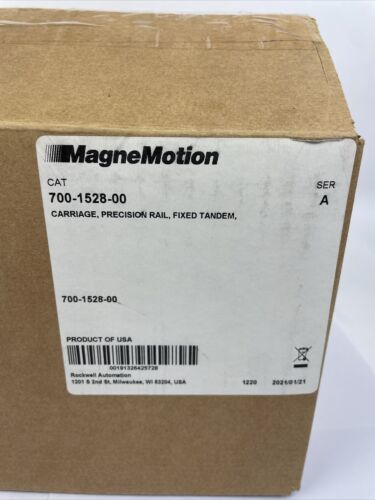 MagneMotion
CAT
SER
700-1528-00
A
CARRIAGE, PRECISION RAIL, FIXED TANDEM,
700-1528-00
PRODUCT OF USA
00191326425728
Rockwell Automation
1201 S 2nd St, Milwaukee, WI 53204, USA
1220
2021/01/21